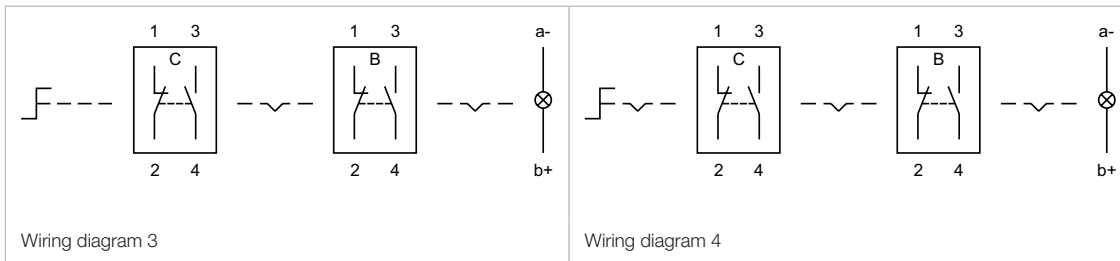 1 3 1 3 a-
C B
2 4 2 4 b+
Wiring diagram 3
1 3 1 3 a-
C B
2 4 2 4 b+
Wiring diagram 4